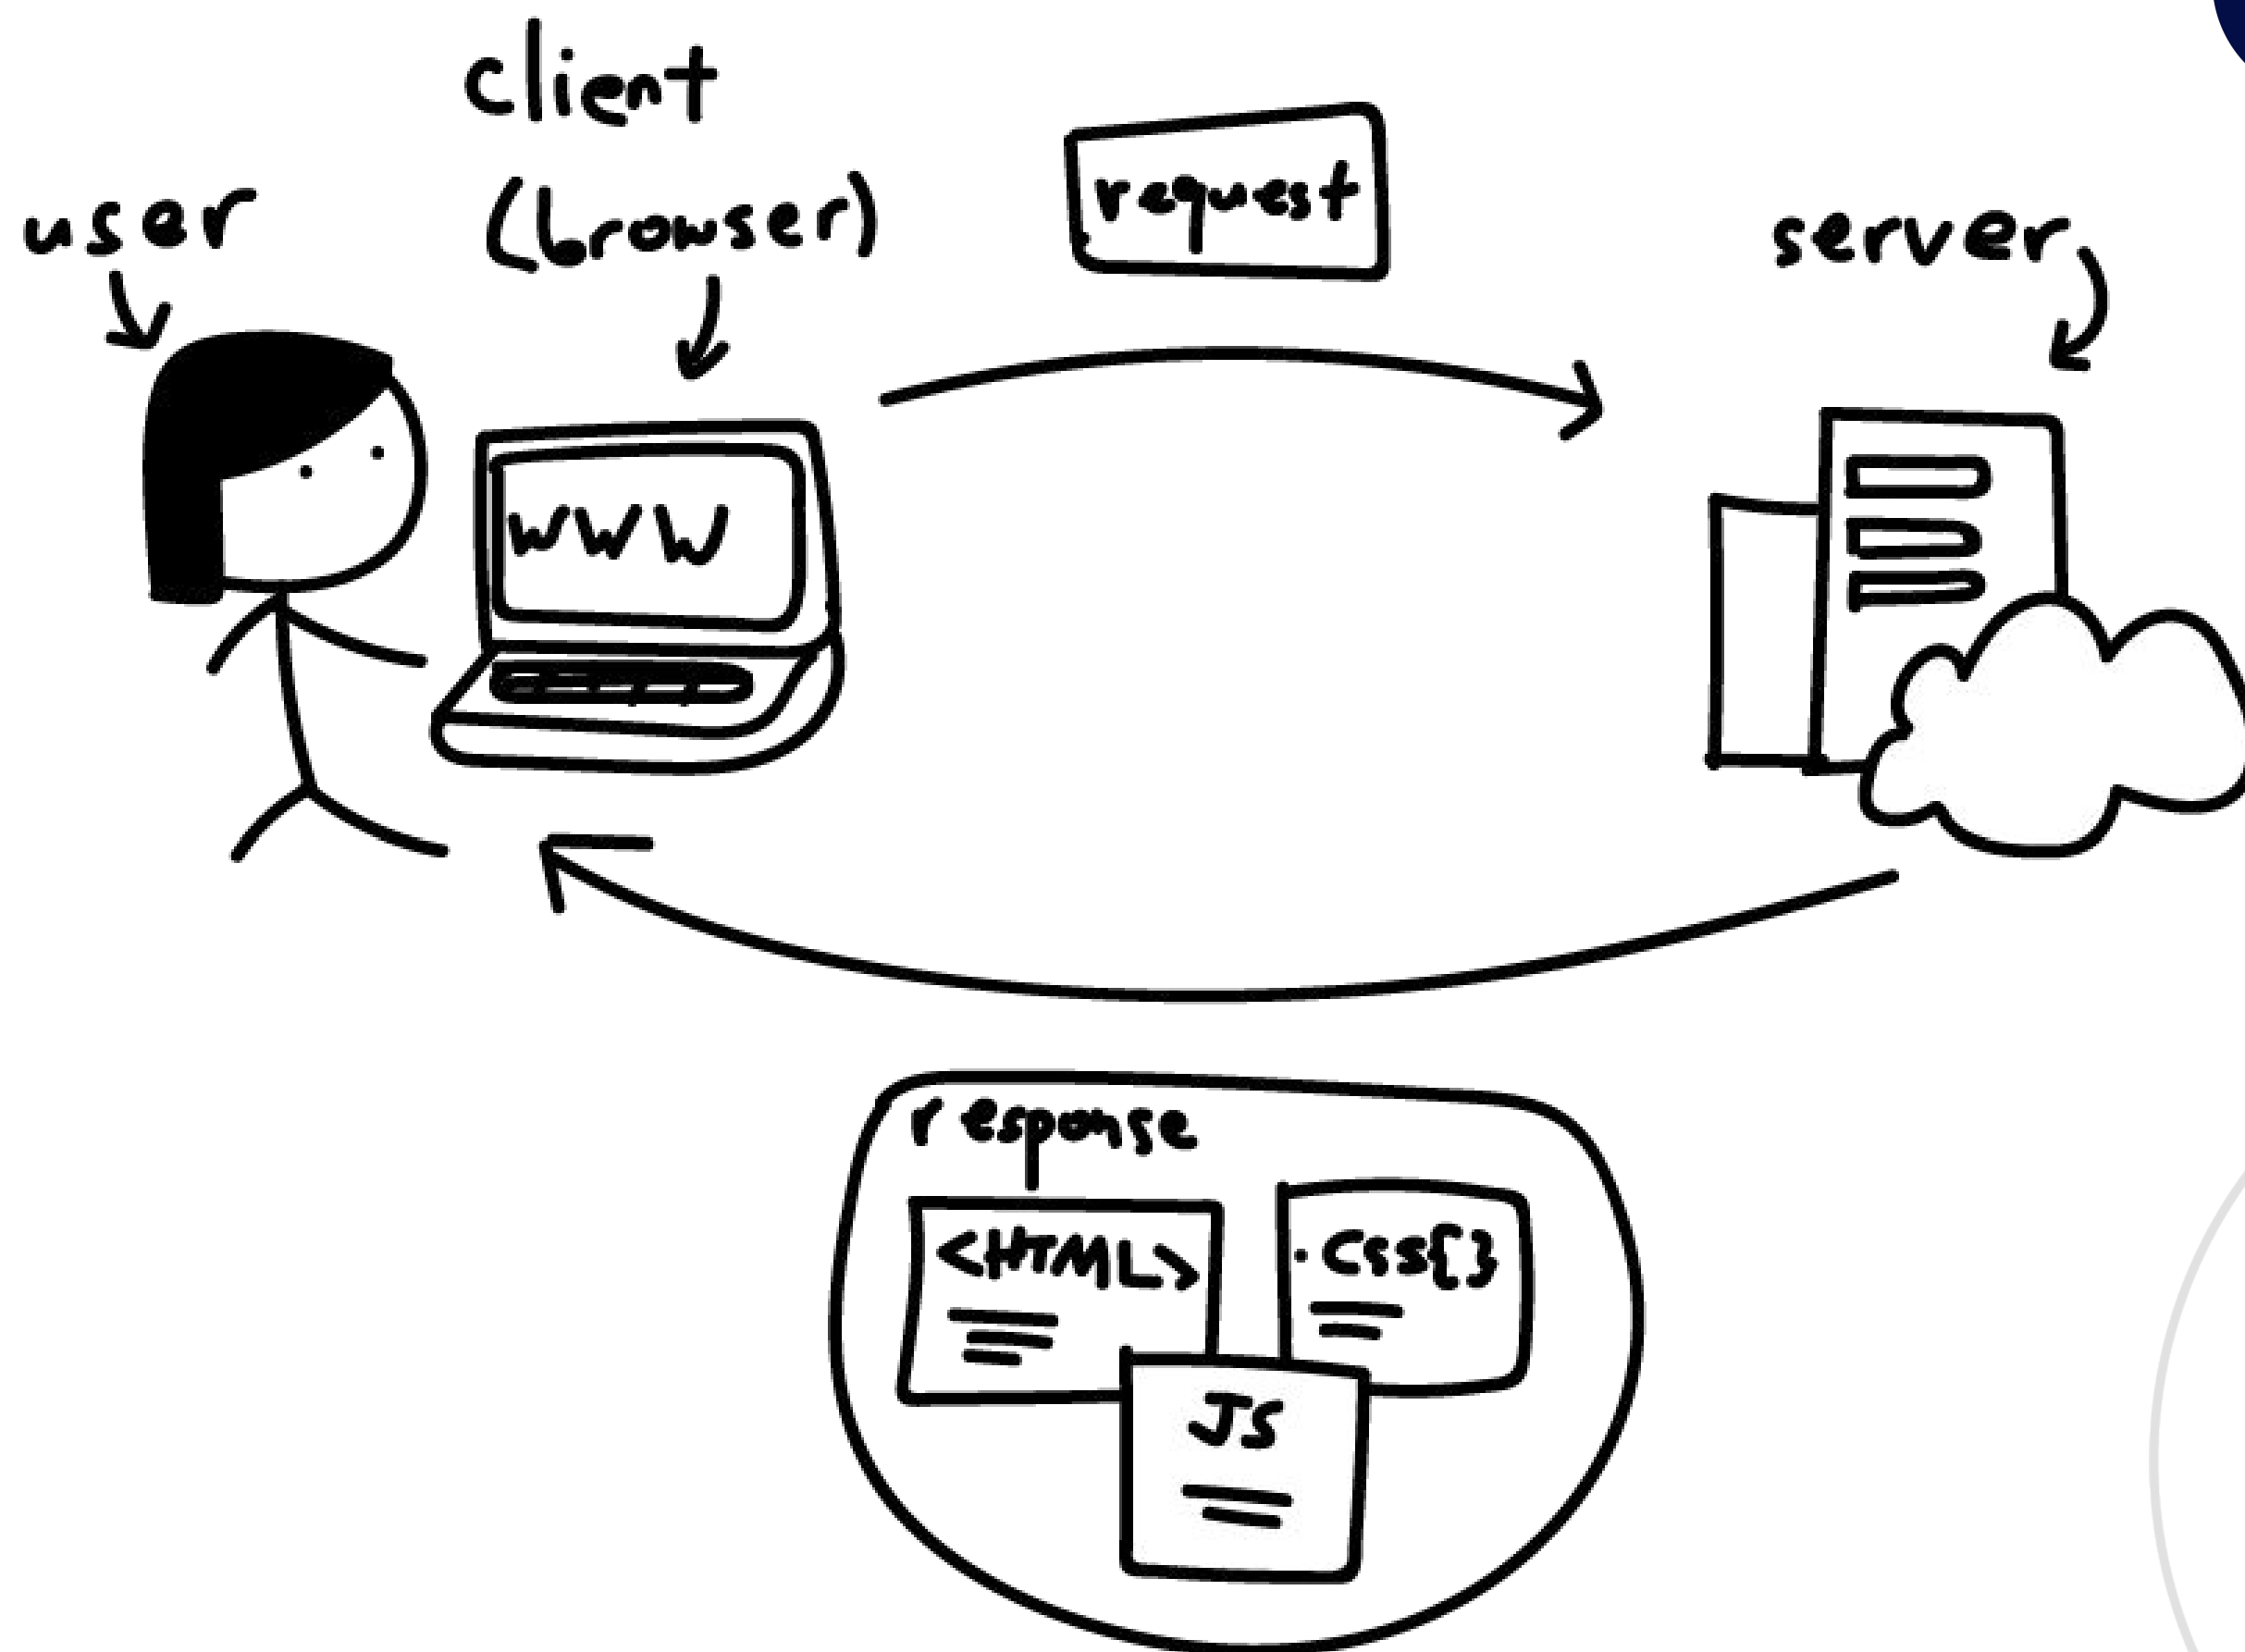 client
(browser)
user
request
server
www
response
<HTML>
.Css{}
JS